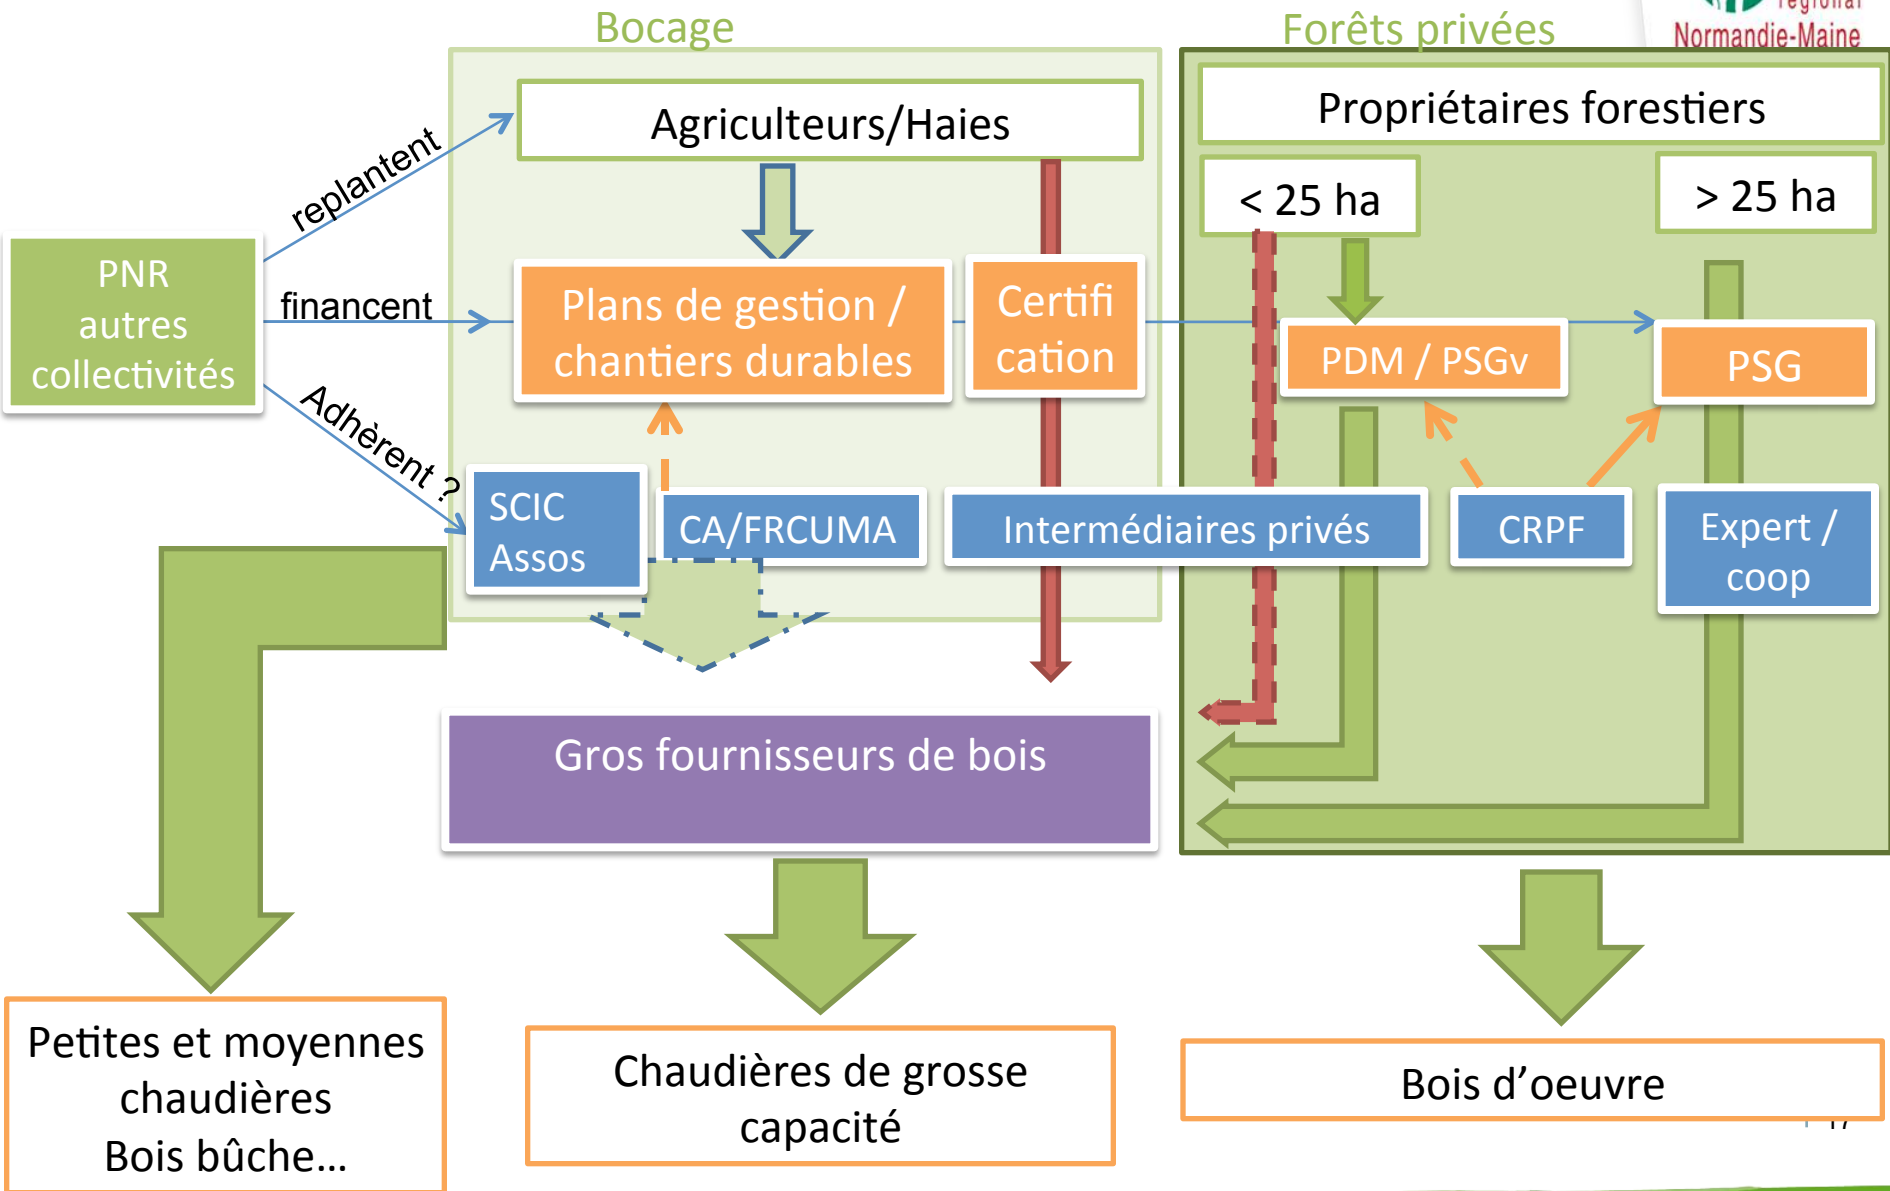 Bocage
Forêts privées
régional
Normandie-Maine
Agriculteurs/Haies
Propriétaires forestiers
< 25 ha
> 25 ha
replantent
PNR
autres
collectivités
financent
Adhèrent ?
Plans de gestion /
chantiers durables
Certifi
cation
PDM / PSGv
PSG
SCIC
Assos
CA/FRCUMA
Intermédiaires privés
CRPF
Expert /
coop
Gros fournisseurs de bois
Petites et moyennes
chaudières
Bois bûche...
Chaudières de grosse
capacité
Bois d’oeuvre
17